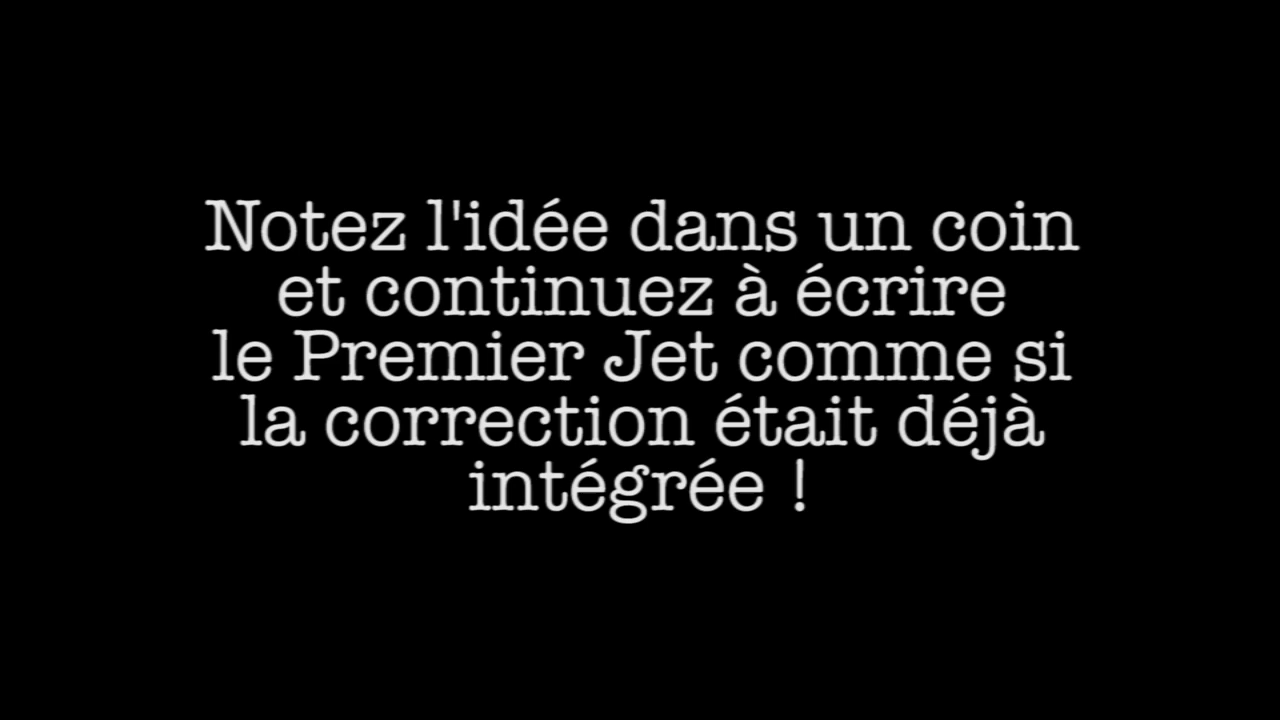 Notez l'idée dans un coin
et continuez à écrire
le Premier Jet comme si
la correction était déjà
intégrée !